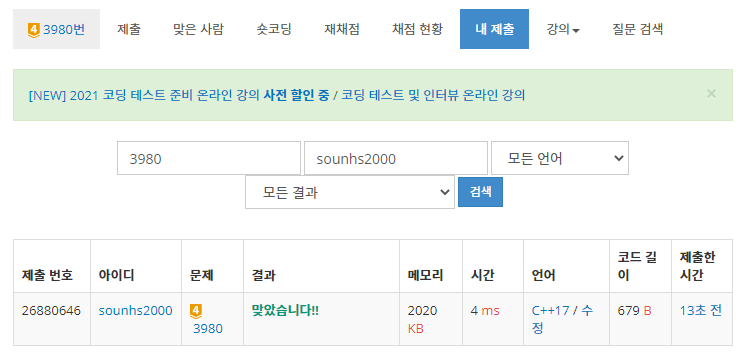 4 3980번 제출 맞은 사람 숏코딩 재채점 채점 현황 내 제출 강의 질문 검색
[NEW] 2021 코딩 테스트 준비 온라인 강의 사전 할인 중 / 코딩 테스트 및 인터뷰 온라인 강의 ×
3980 sounhs2000 모든 언어
모든 결과 검색
제출 번호 아이디 문제 결과 메모리 시간 언어 코드 길이 제출한 시간
26880646 sounhs2000 4 3980 맞았습니다!! 2020 KB 4 ms C++17 / 수정 679 B 13초 전